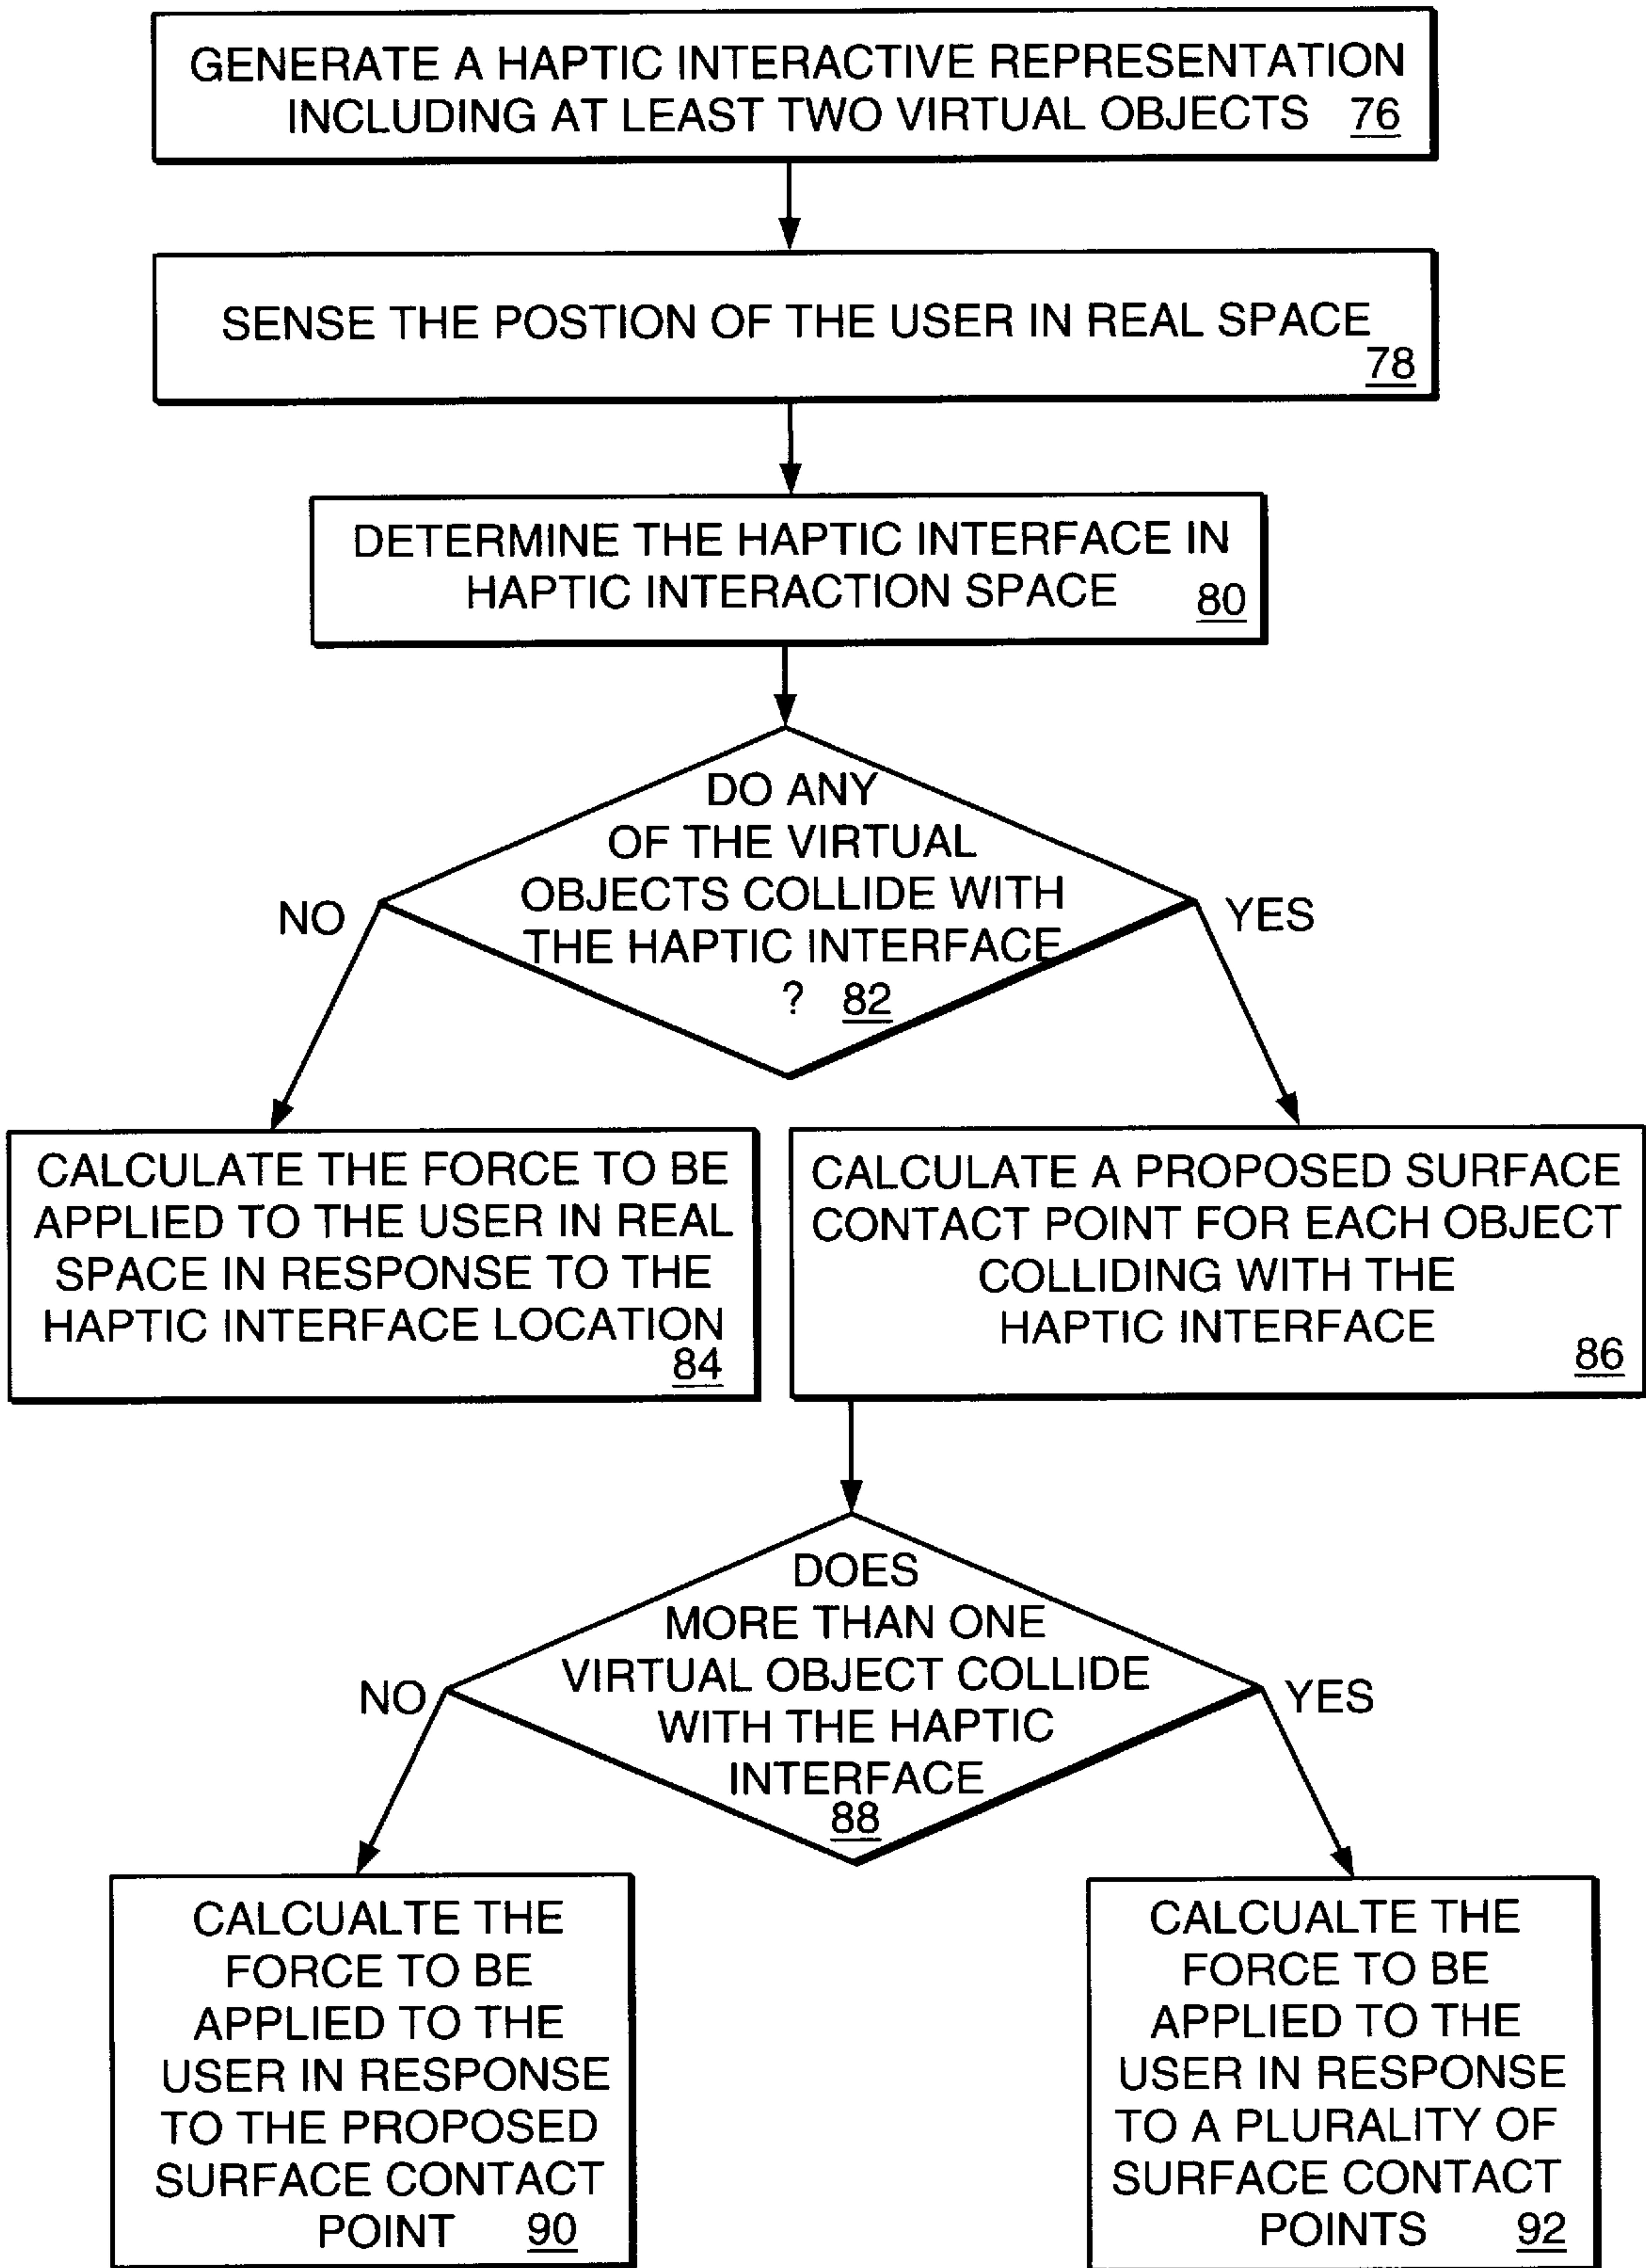 GENERATE A HAPTIC INTERACTIVE REPRESENTATION
INCLUDING AT LEAST TWO VIRTUAL OBJECTS 76
SENSE THE POSTION OF THE USER IN REAL SPACE
78
DETERMINE THE HAPTIC INTERFACE IN
HAPTIC INTERACTION SPACE 80
DO ANY
OF THE VIRTUAL
OBJECTS COLLIDE WITH
THE HAPTIC INTERFACE
? 82
NO
YES
CALCULATE THE FORCE TO BE
APPLIED TO THE USER IN REAL
SPACE IN RESPONSE TO THE
HAPTIC INTERFACE LOCATION
84
CALCULATE A PROPOSED SURFACE
CONTACT POINT FOR EACH OBJECT
COLLIDING WITH THE
HAPTIC INTERFACE
86
DOES
MORE THAN ONE
VIRTUAL OBJECT COLLIDE
WITH THE HAPTIC
INTERFACE
88
NO
YES
CALCUALTE THE
FORCE TO BE
APPLIED TO THE
USER IN RESPONSE
TO THE PROPOSED
SURFACE CONTACT
POINT 90
CALCUALTE THE
FORCE TO BE
APPLIED TO THE
USER IN RESPONSE
TO A PLURALITY OF
SURFACE CONTACT
POINTS 92